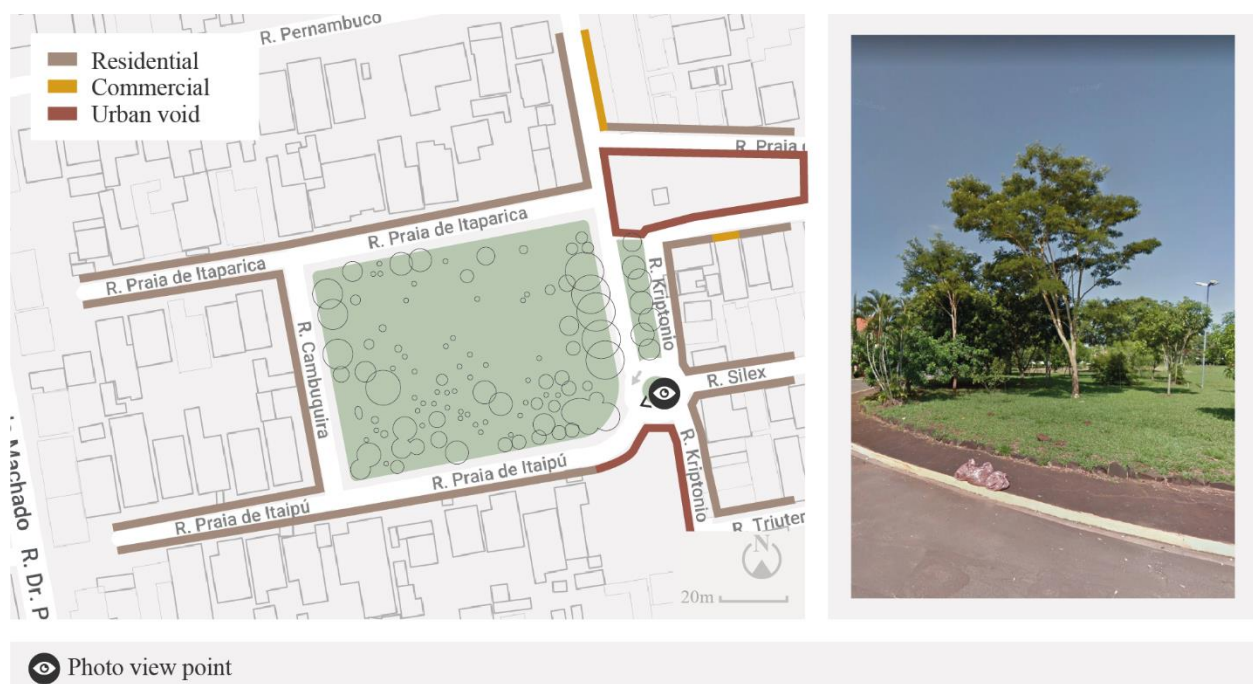 R. Pernambuco
Residential
Commercial
Urban void
R. Praia d
R. Praia de Itaparica
R. Praia de Itaparica
R. Kriptonio
R. Cambuquira
R. Silex
R. Praia de Itaipú
R. Kriptonio
R. Praia de Itaipú
R. Triuter
Machado
R. Dr. P
N
20m
Photo view point